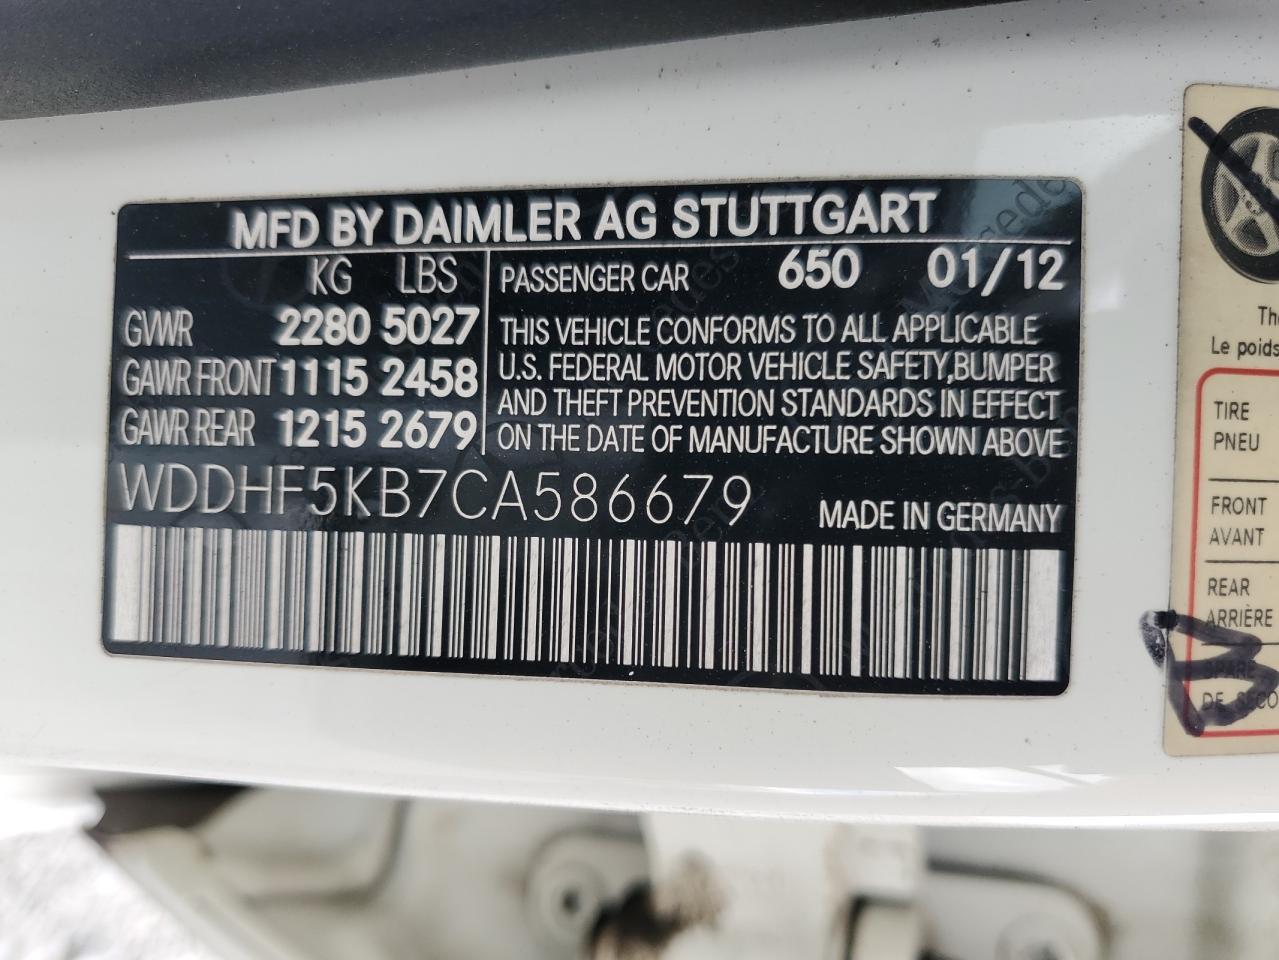 MFD BY DAIMLER AG STUTTGART
KG LBS
GVWR 2280 5027
GAWR FRONT 1115 2458
GAWR REAR 1215 2679
PASSENGER CAR 650 01/12
THIS VEHICLE CONFORMS TO ALL APPLICABLE
U.S. FEDERAL MOTOR VEHICLE SAFETY,BUMPER
AND THEFT PREVENTION STANDARDS IN EFFECT
ON THE DATE OF MANUFACTURE SHOWN ABOVE
WDDHF5KB7CA586679 MADE IN GERMANY
Le poids
TIRE
PNEU
FRONT
AVANT
REAR
ARRIÈRE
SPARE
DE